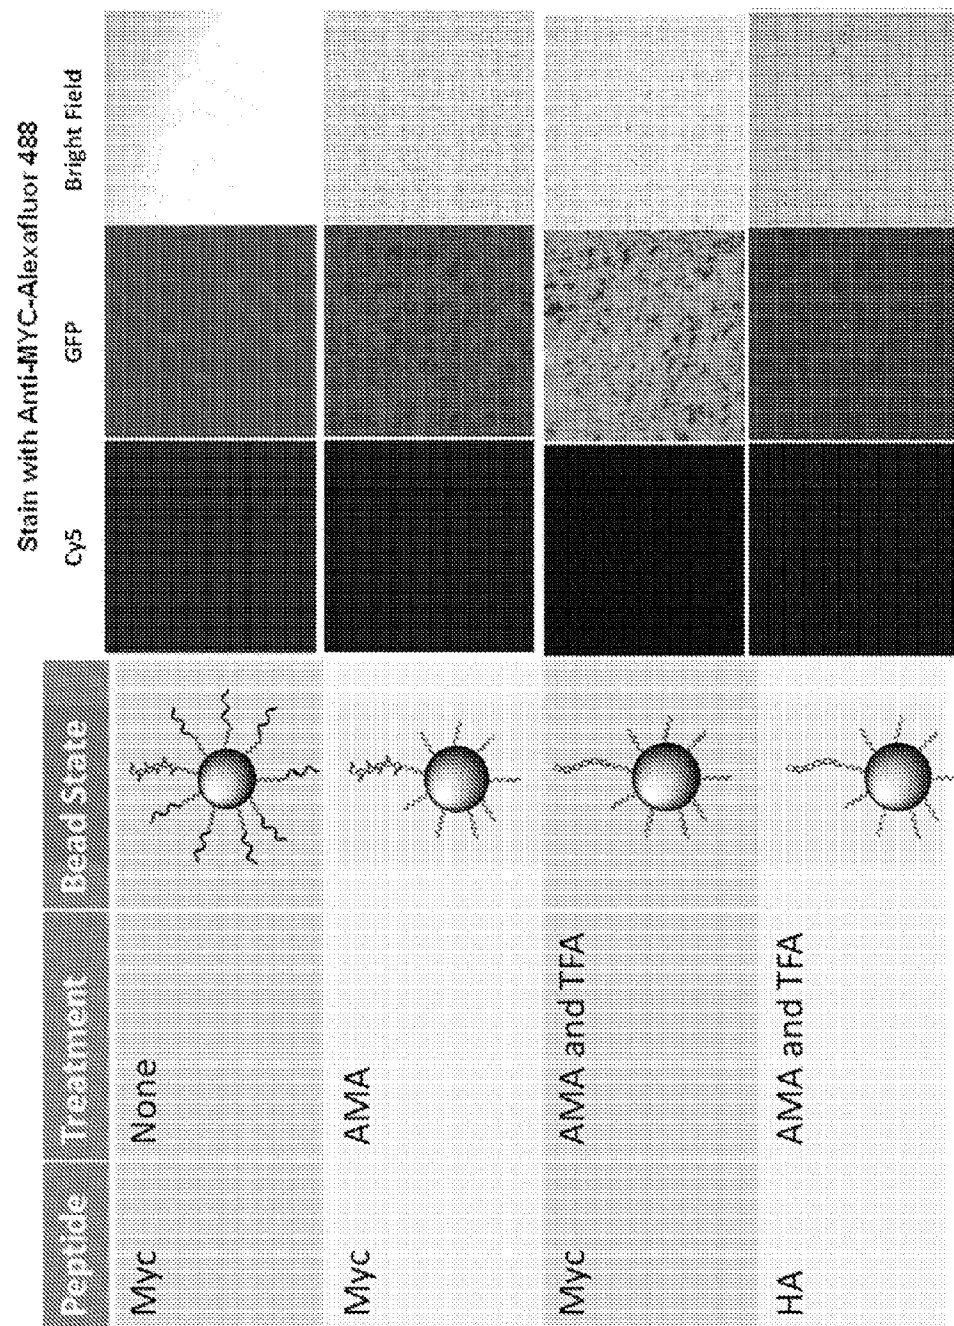 Stain with Anti-MYC-Alexafluor 488
Peptide Treatment Bead State Cy5 GFP Bright Field
Myc None
Myc AMA
Myc AMA and TFA
HA AMA and TFA